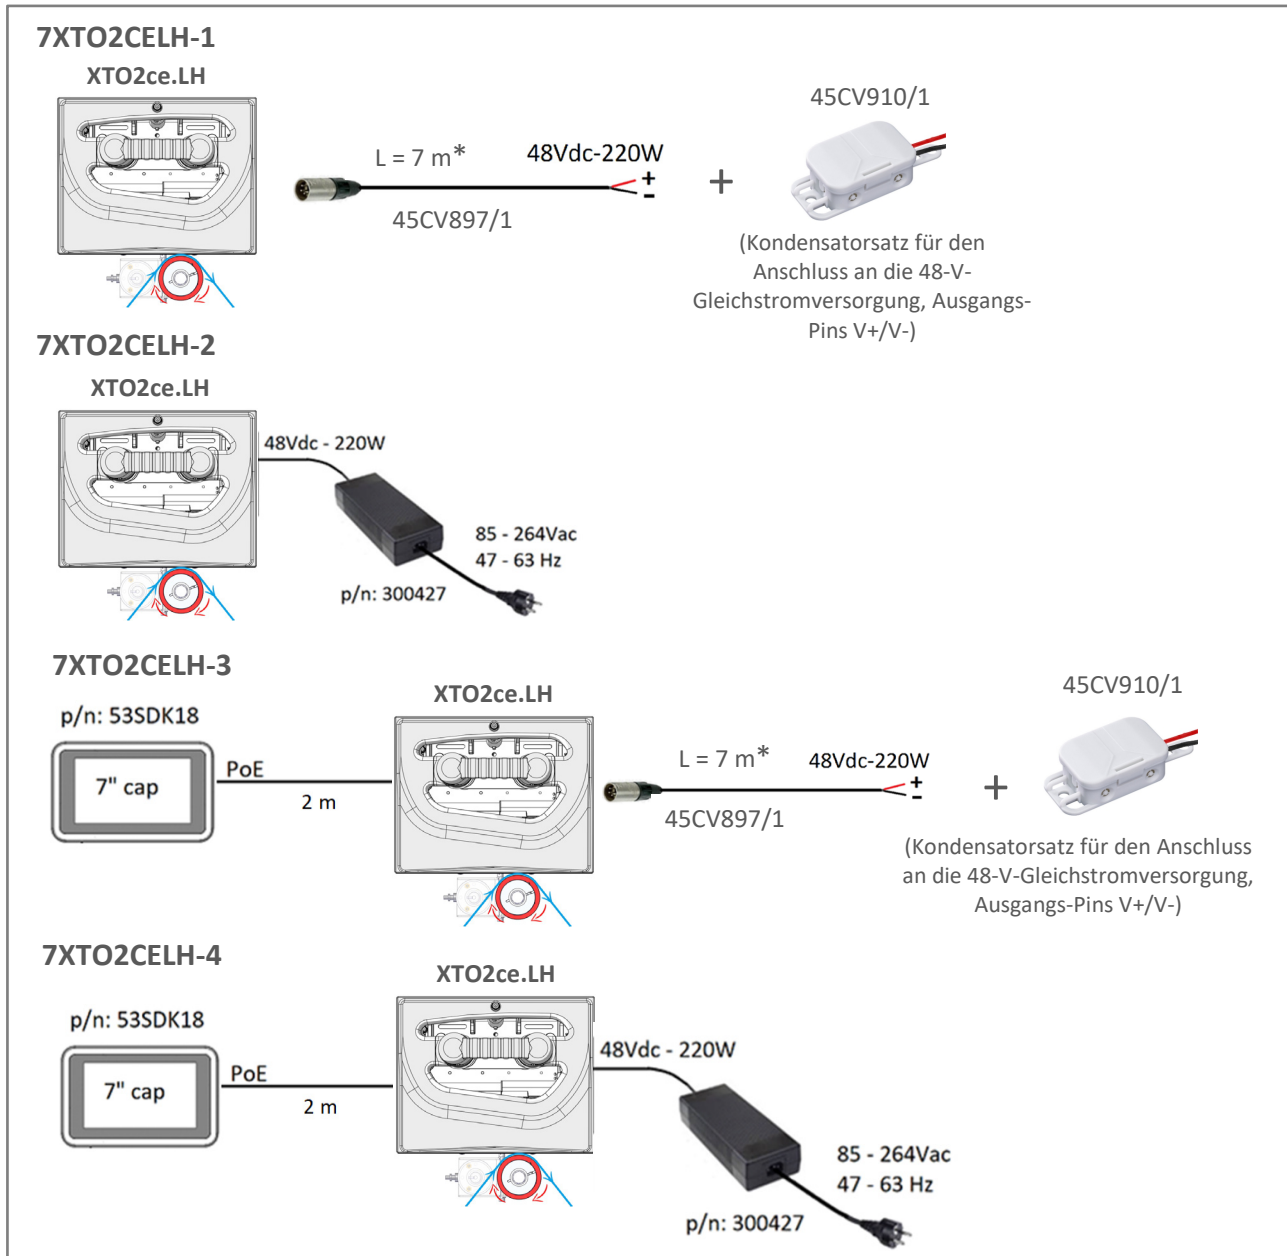 7XTO2CELH-1
XTO2ce.LH
45CV910/1
L = 7 m*
48Vdc-220W
+
-
+
45CV897/1
(Kondensatorsatz für den
Anschluss an die 48-V-
Gleichstromversorgung, Ausgangs-
Pins V+/V-)
7XTO2CELH-2
XTO2ce.LH
48Vdc - 220W
85 - 264Vac
47 - 63 Hz
p/n: 300427
7XTO2CELH-3
p/n: 53SDK18
XTO2ce.LH
45CV910/1
7" cap
PoE
2 m
L = 7 m*
48Vdc-220W
+
-
+
45CV897/1
(Kondensatorsatz für den Anschluss
an die 48-V-Gleichstromversorgung,
Ausgangs-Pins V+/V-)
7XTO2CELH-4
p/n: 53SDK18
XTO2ce.LH
7" cap
PoE
2 m
48Vdc - 220W
85 - 264Vac
47 - 63 Hz
p/n: 300427